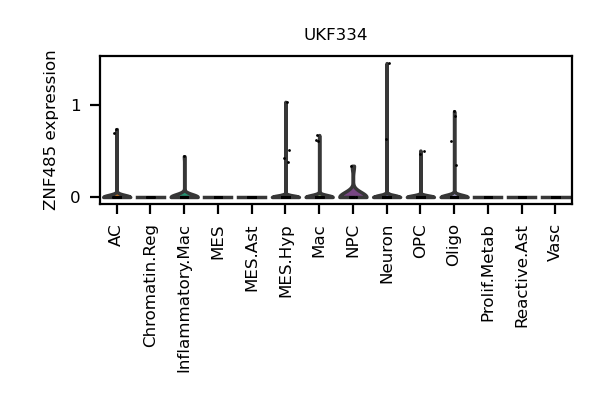 UKF334
ZNF485 expression
1
0
AC
Chromatin.Reg
Inflammatory.Mac
MES
MES.Ast
MES.Hyp
Mac
NPC
Neuron
OPC
Oligo
Prolif.Metab
Reactive.Ast
Vasc